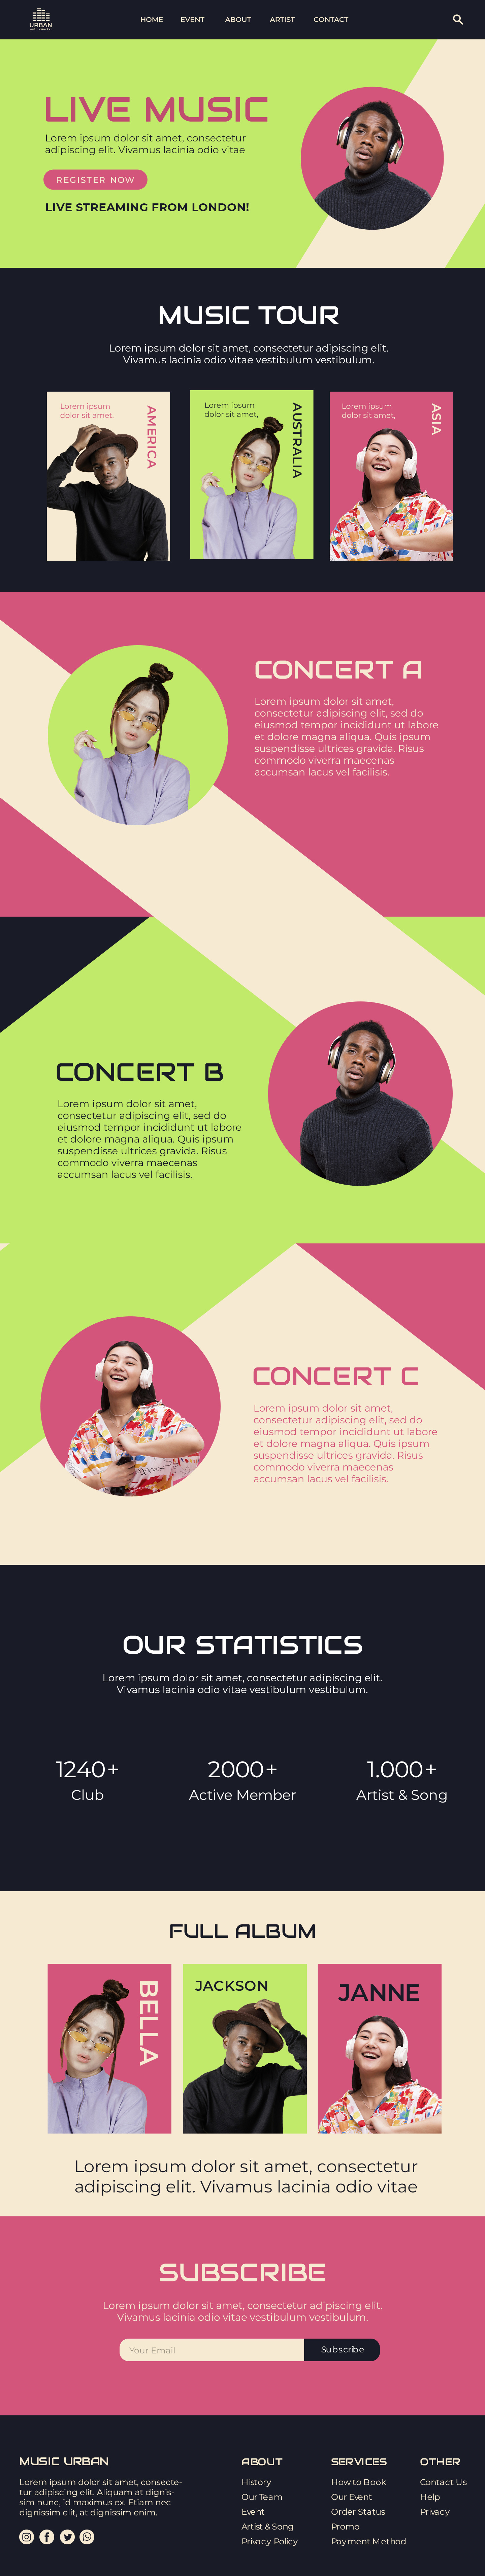 URBAN
HOME EVENT ABOUT ARTIST CONTACT
LIVE MUSIC
Lorem ipsum dolor sit amet, consectetur
adipiscing elit. Vivamus lacinia odio vitae
REGISTER NOW
LIVE STREAMING FROM LONDON!
MUSIC TOUR
Lorem ipsum dolor sit amet, consectetur adipiscing elit.
Vivamus lacinia odio vitae vestibulum vestibulum.
Lorem ipsum
dolor sit amet,
AMERICA
Lorem ipsum
dolor sit amet,
AUSTRALIA
Lorem ipsum
dolor sit amet,
ASIA
CONCERT A
Lorem ipsum dolor sit amet,
consectetur adipiscing elit, sed do
eiusmod tempor incididunt ut labore
et dolore magna aliqua. Quis ipsum
suspendisse ultrices gravida. Risus
commodo viverra maecenas
accumsan lacus vel facilisis.
CONCERT B
Lorem ipsum dolor sit amet,
consectetur adipiscing elit, sed do
eiusmod tempor incididunt ut labore
et dolore magna aliqua. Quis ipsum
suspendisse ultrices gravida. Risus
commodo viverra maecenas
accumsan lacus vel facilisis.
CONCERT C
Lorem ipsum dolor sit amet,
consectetur adipiscing elit, sed do
eiusmod tempor incididunt ut labore
et dolore magna aliqua. Quis ipsum
suspendisse ultrices gravida. Risus
commodo viverra maecenas
accumsan lacus vel facilisis.
OUR STATISTICS
Lorem ipsum dolor sit amet, consectetur adipiscing elit.
Vivamus lacinia odio vitae vestibulum vestibulum.
1240+
Club
2000+
Active Member
1.000+
Artist & Song
FULL ALBUM
BELLA
JACKSON
JANNE
Lorem ipsum dolor sit amet, consectetur
adipiscing elit. Vivamus lacinia odio vitae
SUBSCRIBE
Lorem ipsum dolor sit amet, consectetur adipiscing elit.
Vivamus lacinia odio vitae vestibulum vestibulum.
Your Email
Subscribe
MUSIC URBAN
Lorem ipsum dolor sit amet, consecte-
tur adipiscing elit. Aliquam at dignis-
sim nunc, id maximus ex. Etiam nec
dignissim elit, at dignissim enim.
ABOUT
History
Our Team
Event
Artist & Song
Privacy Policy
SERVICES
How to Book
Our Event
Order Status
Promo
Payment Method
OTHER
Contact Us
Help
Privacy